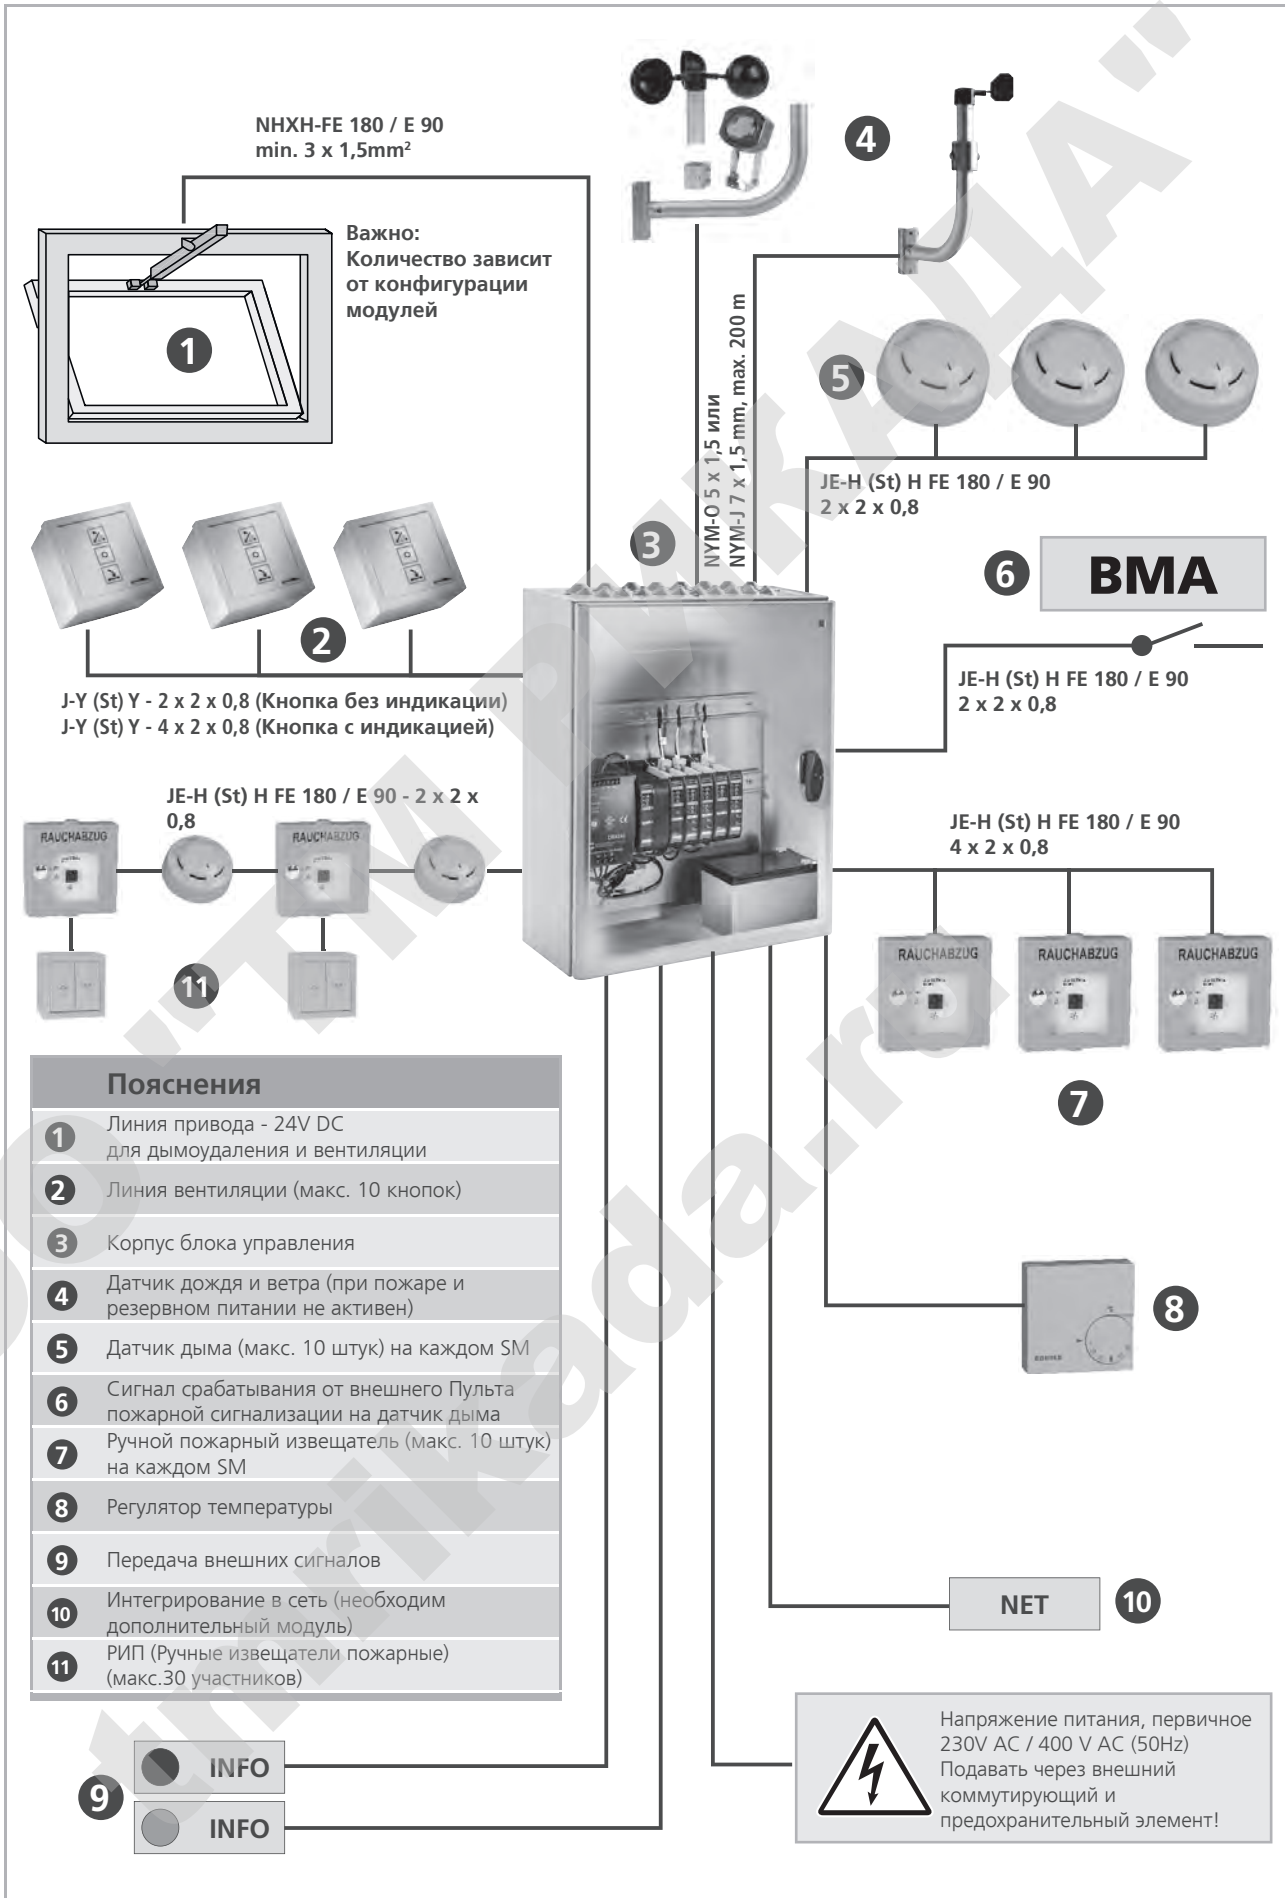 NHXH-FE 180 / E 90
min. 3 x 1,5mm²
4
Важно:
Количество зависит
от конфигурации
модулей
1
NYM-O 5 x 1,5 или
NYM-J 7 x 1,5 mm, max. 200 m
5
JE-H (St) H FE 180 / E 90
2 x 2 x 0,8
3
6
BMA
2
J-Y (St) Y - 2 x 2 x 0,8 (Кнопка без индикации)
J-Y (St) Y - 4 x 2 x 0,8 (Кнопка с индикацией)
JE-H (St) H FE 180 / E 90
2 x 2 x 0,8
JE-H (St) H FE 180 / E 90 - 2 x 2 x
0,8
RAUCHABZUG
RAUCHABZUG
JE-H (St) H FE 180 / E 90
4 x 2 x 0,8
RAUCHABZUG
RAUCHABZUG
RAUCHABZUG
11
7
Пояснения
1 Линия привода - 24V DC
для дымоудаления и вентиляции
2 Линия вентиляции (макс. 10 кнопок)
3 Корпус блока управления
4 Датчик дождя и ветра (при пожаре и
резервном питании не активен)
5 Датчик дыма (макс. 10 штук) на каждом SM
6 Сигнал срабатывания от внешнего Пульта
пожарной сигнализации на датчик дыма
7 Ручной пожарный извещатель (макс. 10 штук)
на каждом SM
8 Регулятор температуры
9 Передача внешних сигналов
10 Интегрирование в сеть (необходим
дополнительный модуль)
11 РИП (Ручные извещатели пожарные)
(макс.30 участников)
8
NET
10
9
INFO
INFO
Напряжение питания, первичное
230V AC / 400 V AC (50Hz)
Подавать через внешний
коммутирующий и
предохранительный элемент!
"ТМ РИКАДА"
tmrikada.ru